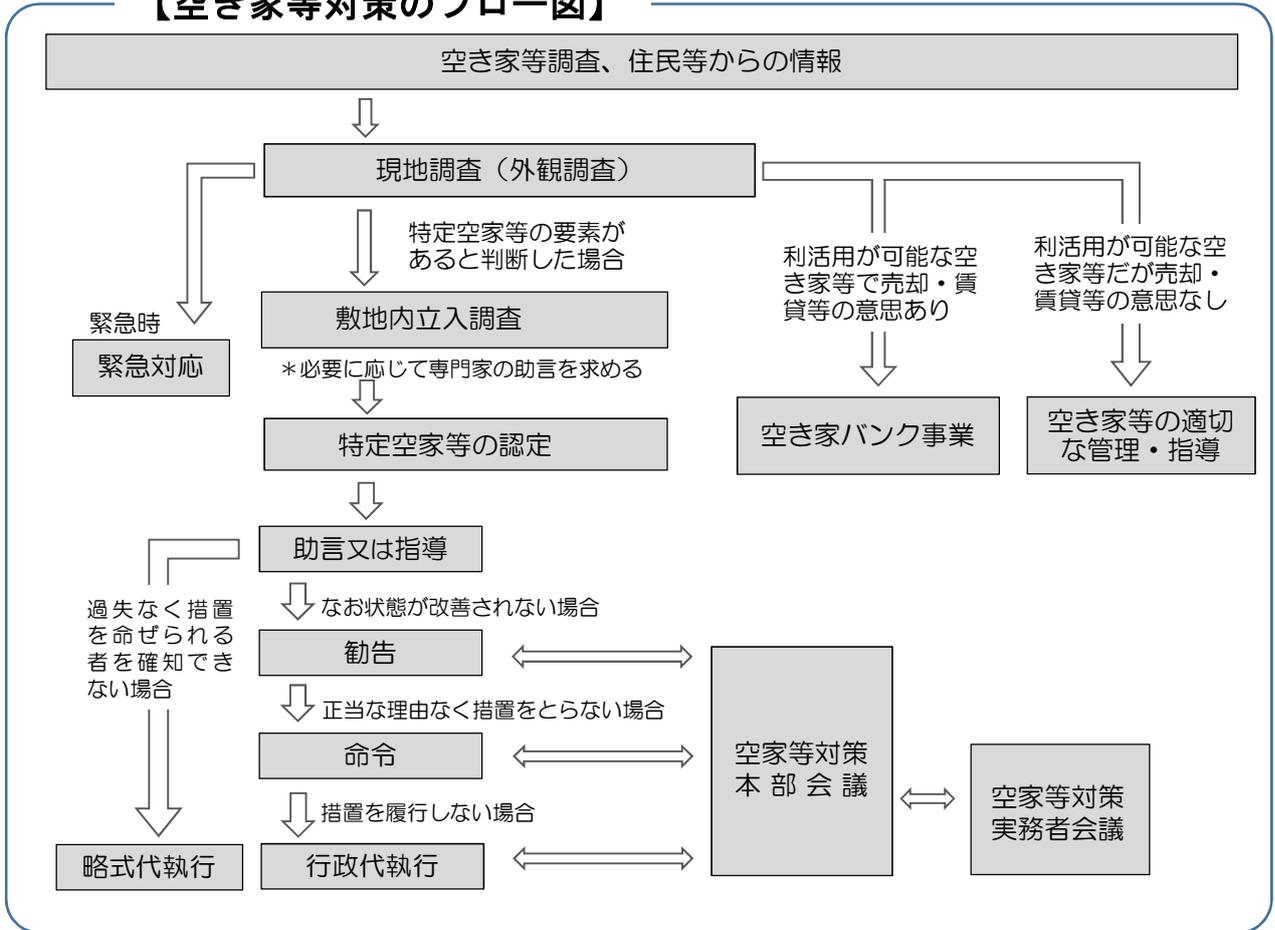 【空き家等対策のフロー図】
空き家等調査、住民等からの情報
現地調査（外観調査）
特定空家等の要素が
あると判断した場合
利活用が可能な空
き家等で売却・賃
貸等の意思あり
利活用が可能な空
き家等だが売却・
賃貸等の意思なし
緊急時
緊急対応
敷地内立入調査
＊必要に応じて専門家の助言を求める
特定空家等の認定
空き家バンク事業
空き家等の適切
な管理・指導
助言又は指導
過失なく措置
を命ぜられる
者を確知でき
ない場合
なお状態が改善されない場合
勧告
正当な理由なく措置をとらない場合
命令
措置を履行しない場合
略式代執行
行政代執行
空家等対策
本部会議
空家等対策
実務者会議